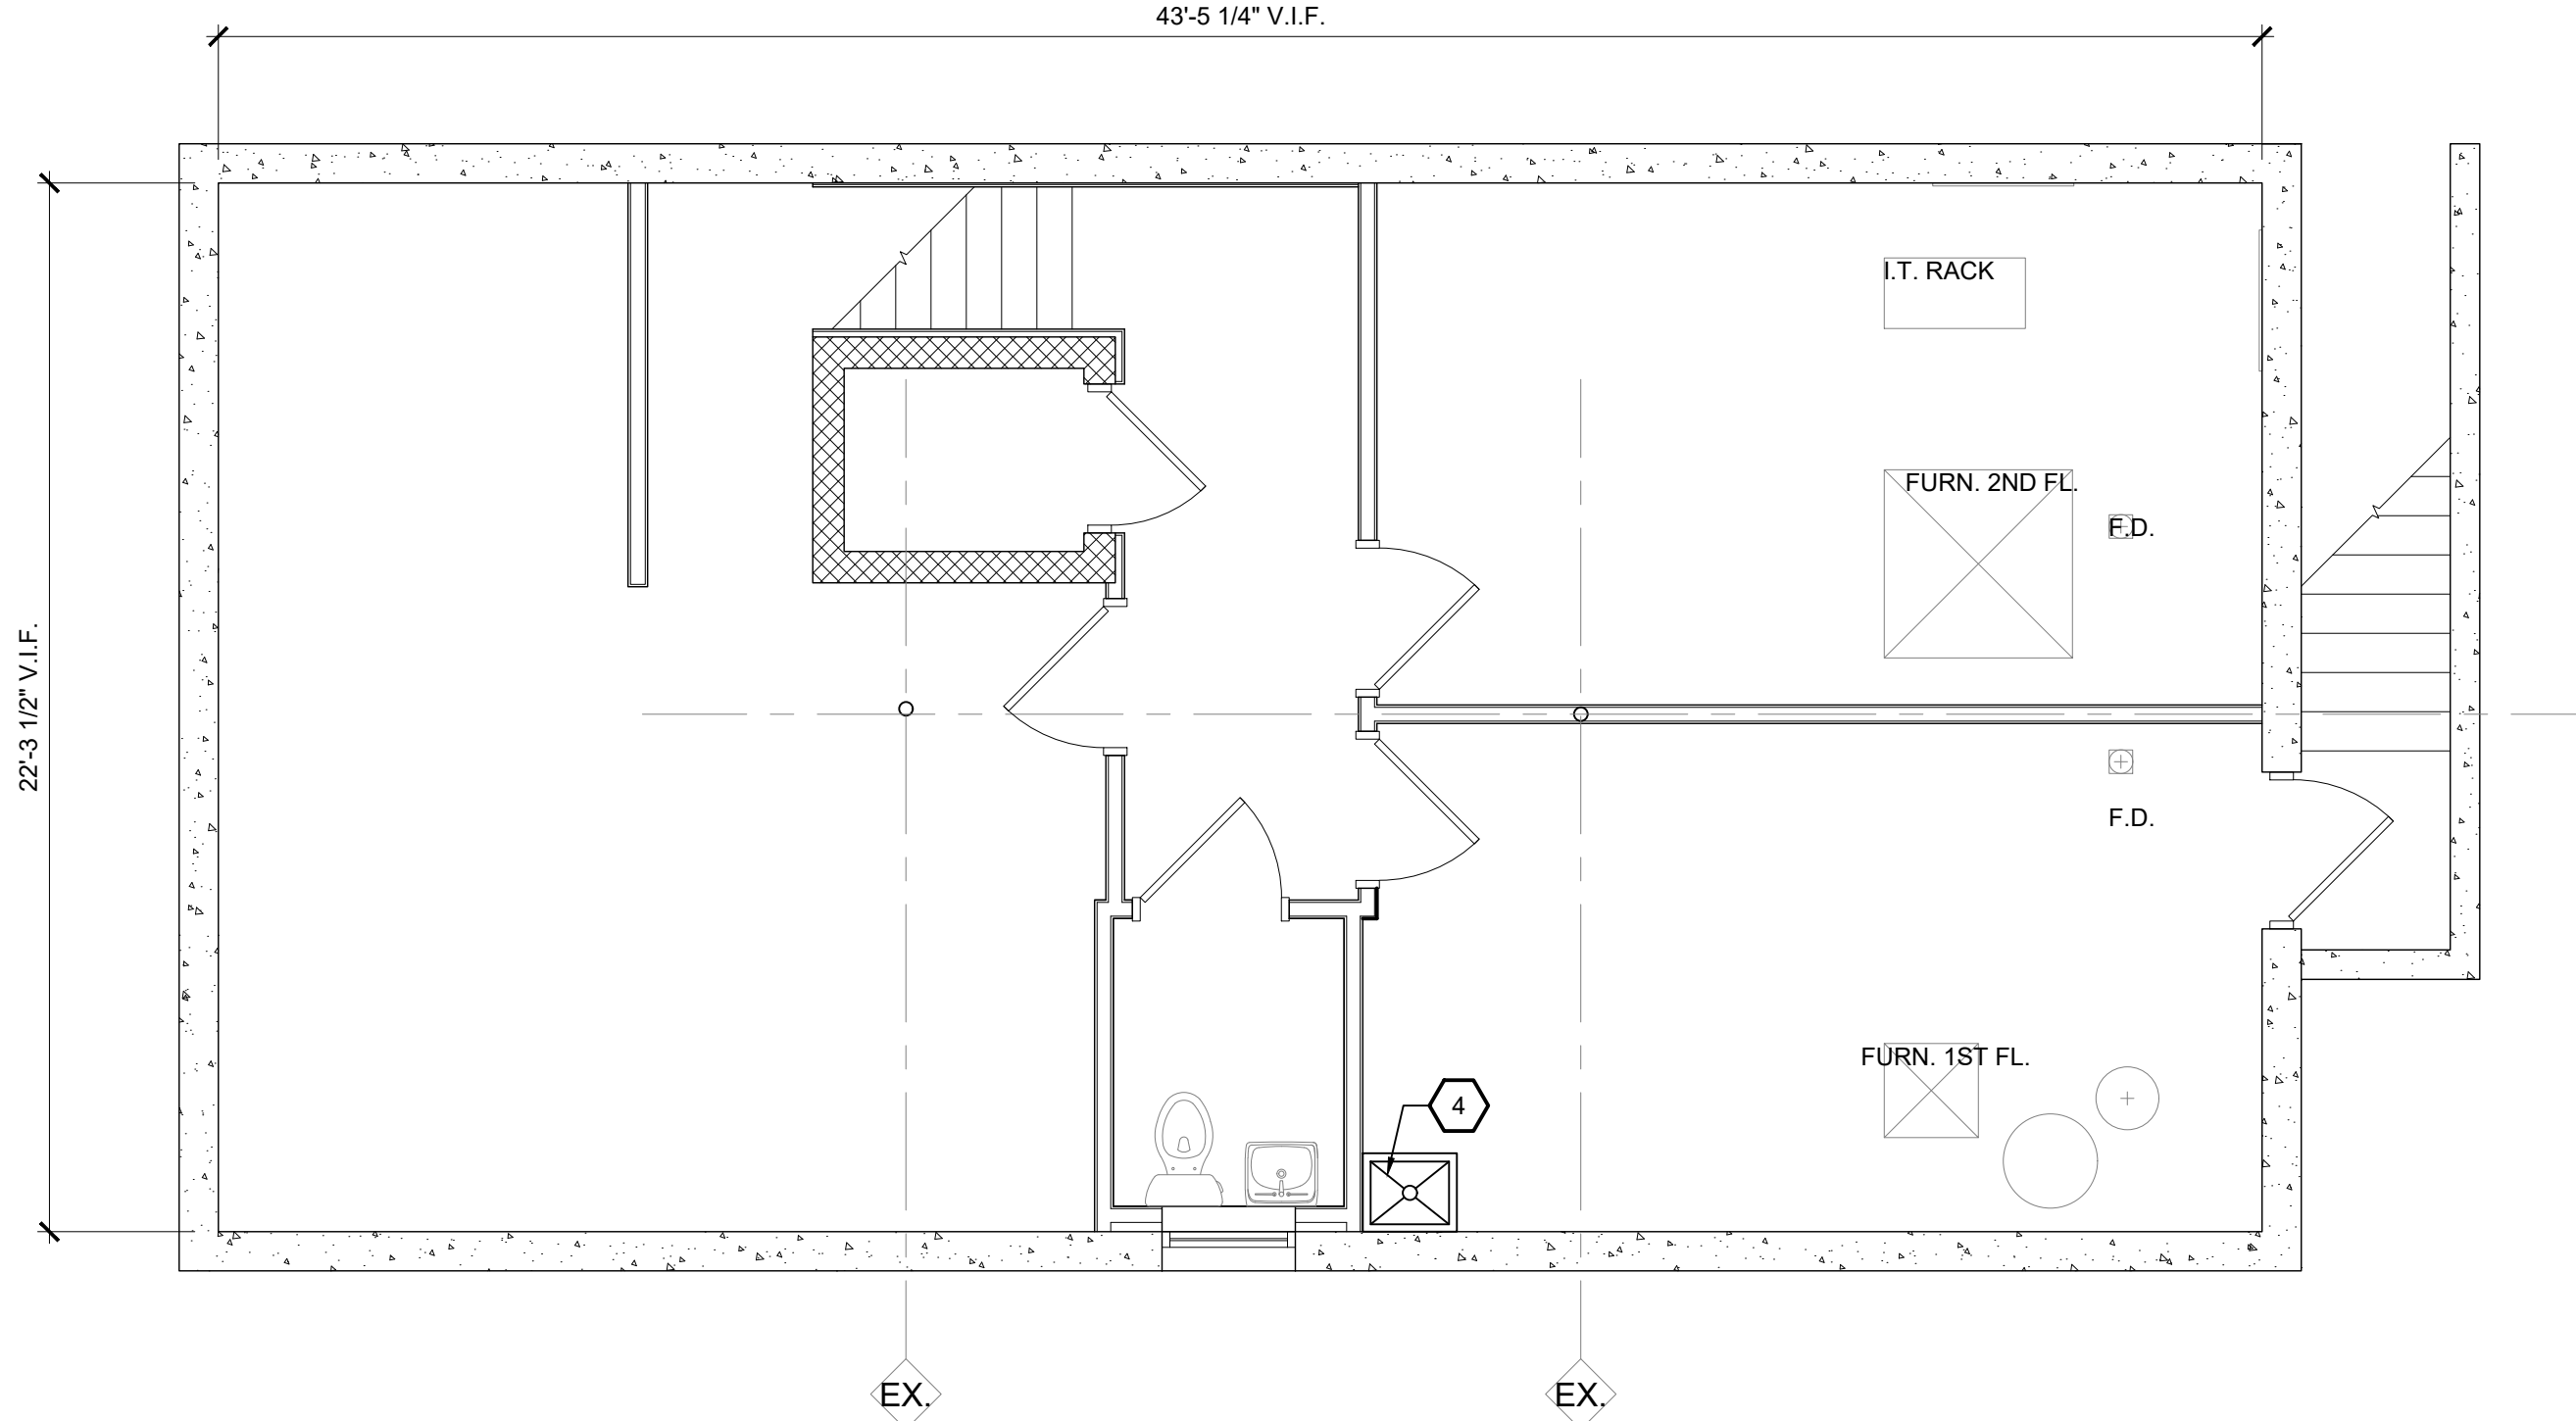 43'-5 1/4" V.I.F.
I.T. RACK
FURN. 2ND FL.
F.D.
22'-3 1/2" V.I.F.
F.D.
FURN. 1ST FL.
4
EX.
EX.